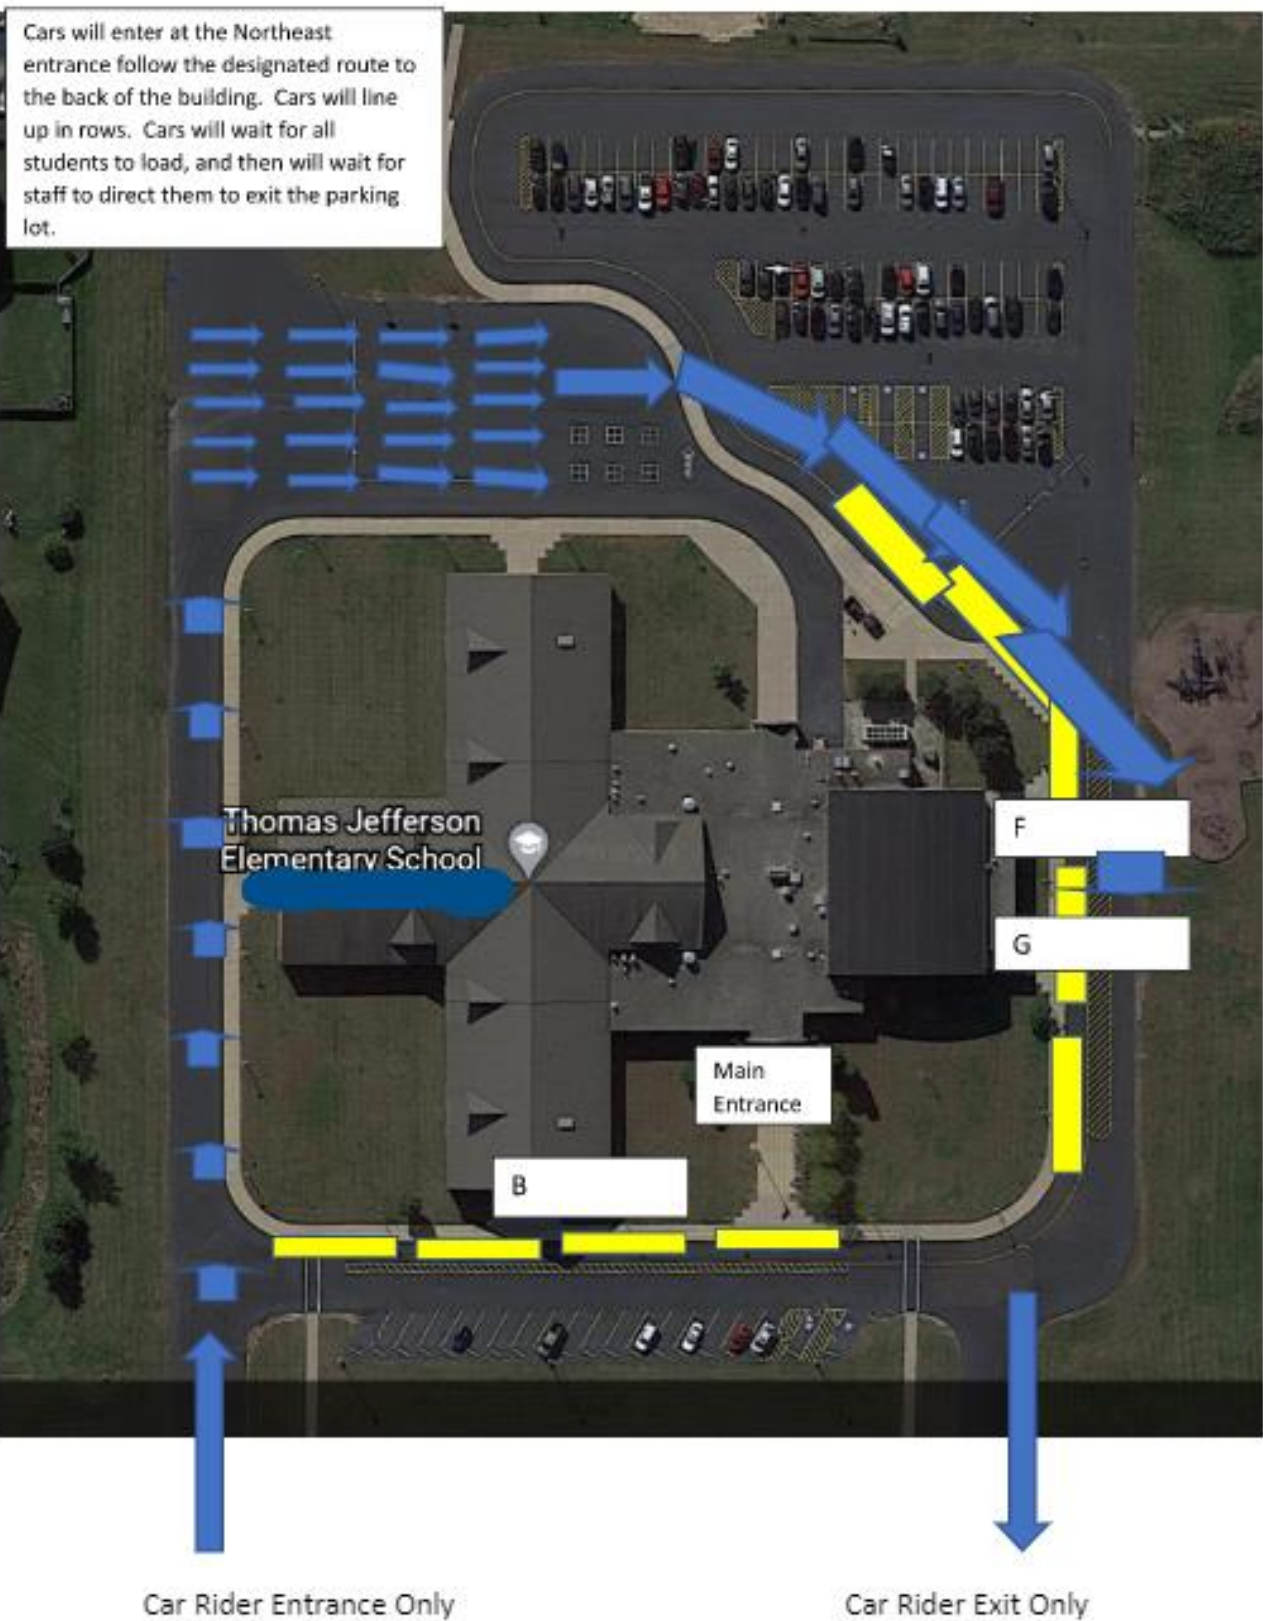 Cars will enter at the Northeast
entrance follow the designated route to
the back of the building.  Cars will line
up in rows.  Cars will wait for all
students to load, and then will wait for
staff to direct them to exit the parking
lot.
Thomas Jefferson
Elementary School
F
G
Main
Entrance
B
Car Rider Entrance Only
Car Rider Exit Only